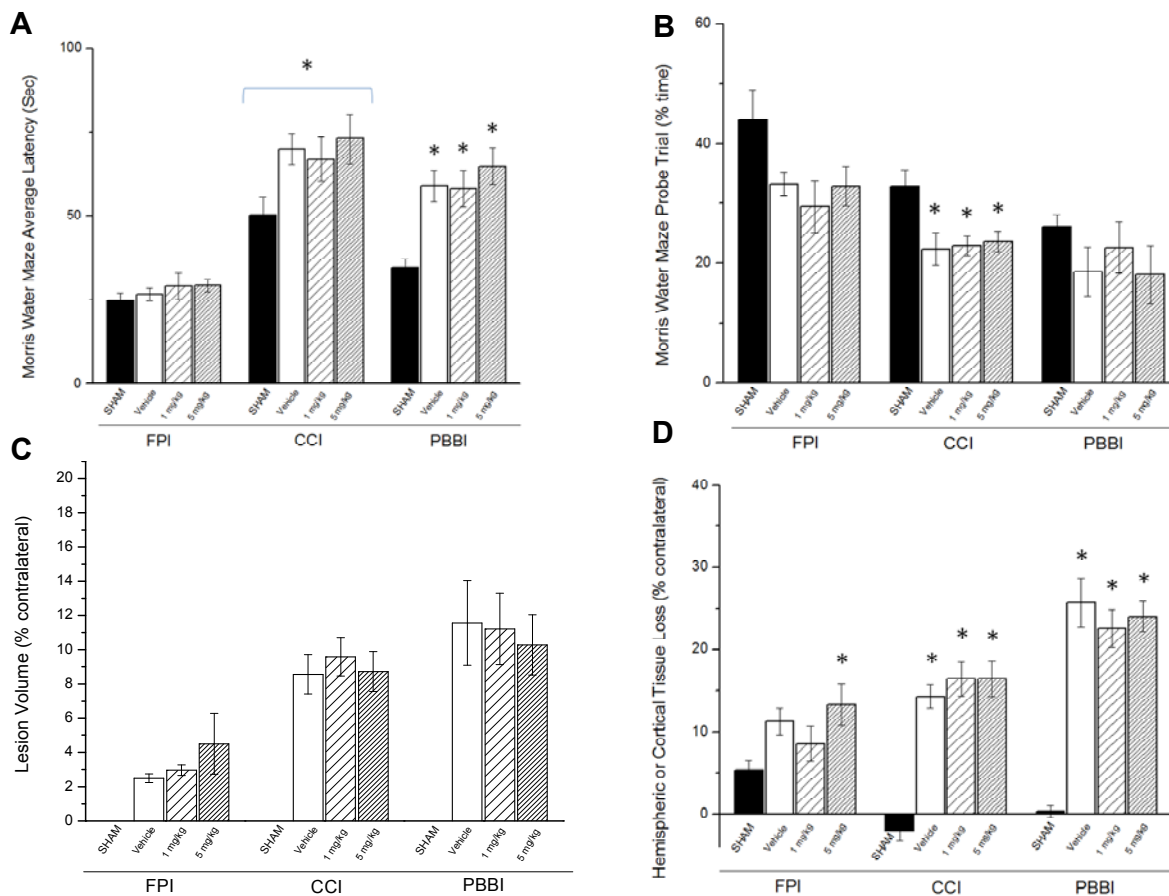 A
Morris Water Maze Average Latency (Sec)
100
50
0
*
* * *
SHAM Vehicle 1 mg/kg 5 mg/kg SHAM Vehicle 1 mg/kg 5 mg/kg SHAM Vehicle 1 mg/kg 5 mg/kg
FPI CCI PBBI
B
Morris Water Maze Probe Trial (% time)
60
40
20
0
* * *
SHAM Vehicle 1 mg/kg 5 mg/kg SHAM Vehicle 1 mg/kg 5 mg/kg SHAM Vehicle 1 mg/kg 5 mg/kg
FPI CCI PBBI
C
Lesion Volume (% contralateral)
20
18
16
14
12
10
8
6
4
2
0
SHAM Vehicle 1 mg/kg 5 mg/kg SHAM Vehicle 1 mg/kg 5 mg/kg SHAM Vehicle 1 mg/kg 5 mg/kg
FPI CCI PBBI
D
Hemispheric or Cortical Tissue Loss (% contralateral)
40
30
20
10
0
* * * * * * *
SHAM Vehicle 1 mg/kg 5 mg/kg SHAM Vehicle 1 mg/kg 5 mg/kg SHAM Vehicle 1 mg/kg 5 mg/kg
FPI CCI PBBI